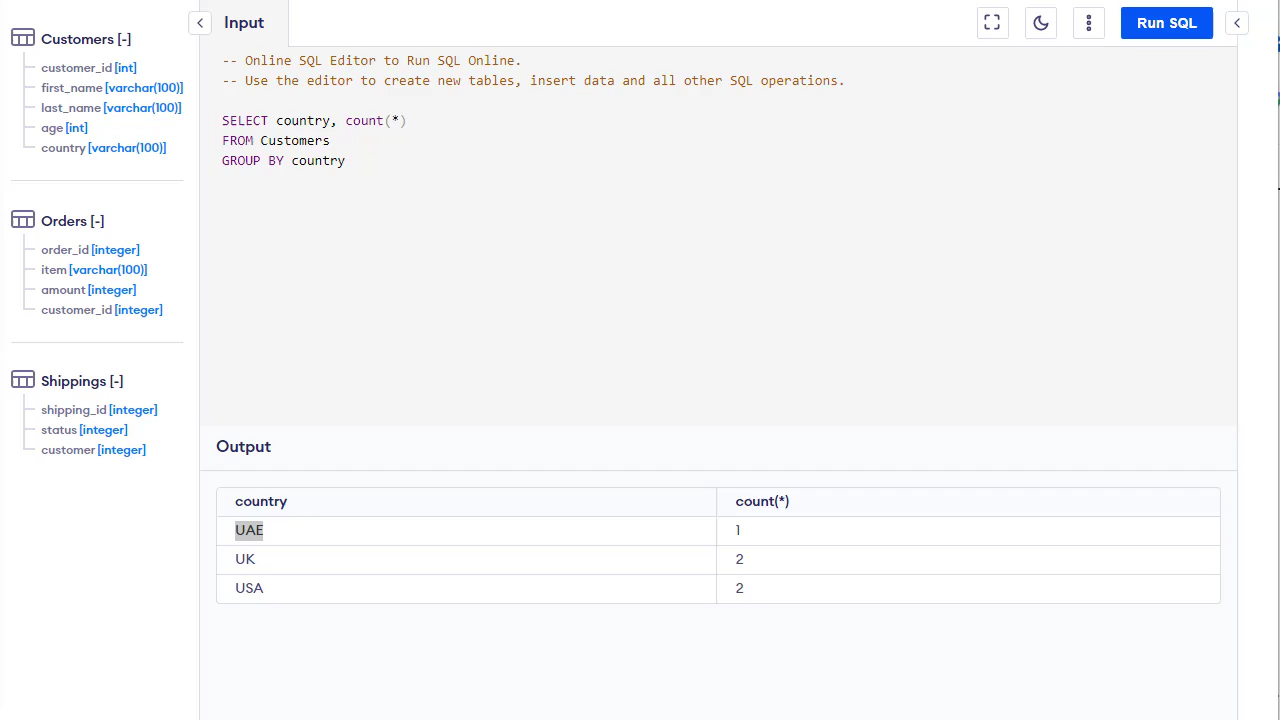 Customers [-]
customer_id [int]
first_name [varchar(100)]
last_name [varchar(100)]
age [int]
country [varchar(100)]
Orders [-]
order_id [integer]
item [varchar(100)]
amount [integer]
customer_id [integer]
Shippings [-]
shipping_id [integer]
status [integer]
customer [integer]
Input
Run SQL
-- Online SQL Editor to Run SQL Online.
-- Use the editor to create new tables, insert data and all other SQL operations.
SELECT country, count(*)
FROM Customers
GROUP BY country
Output
country count(*)
UAE 1
UK 2
USA 2